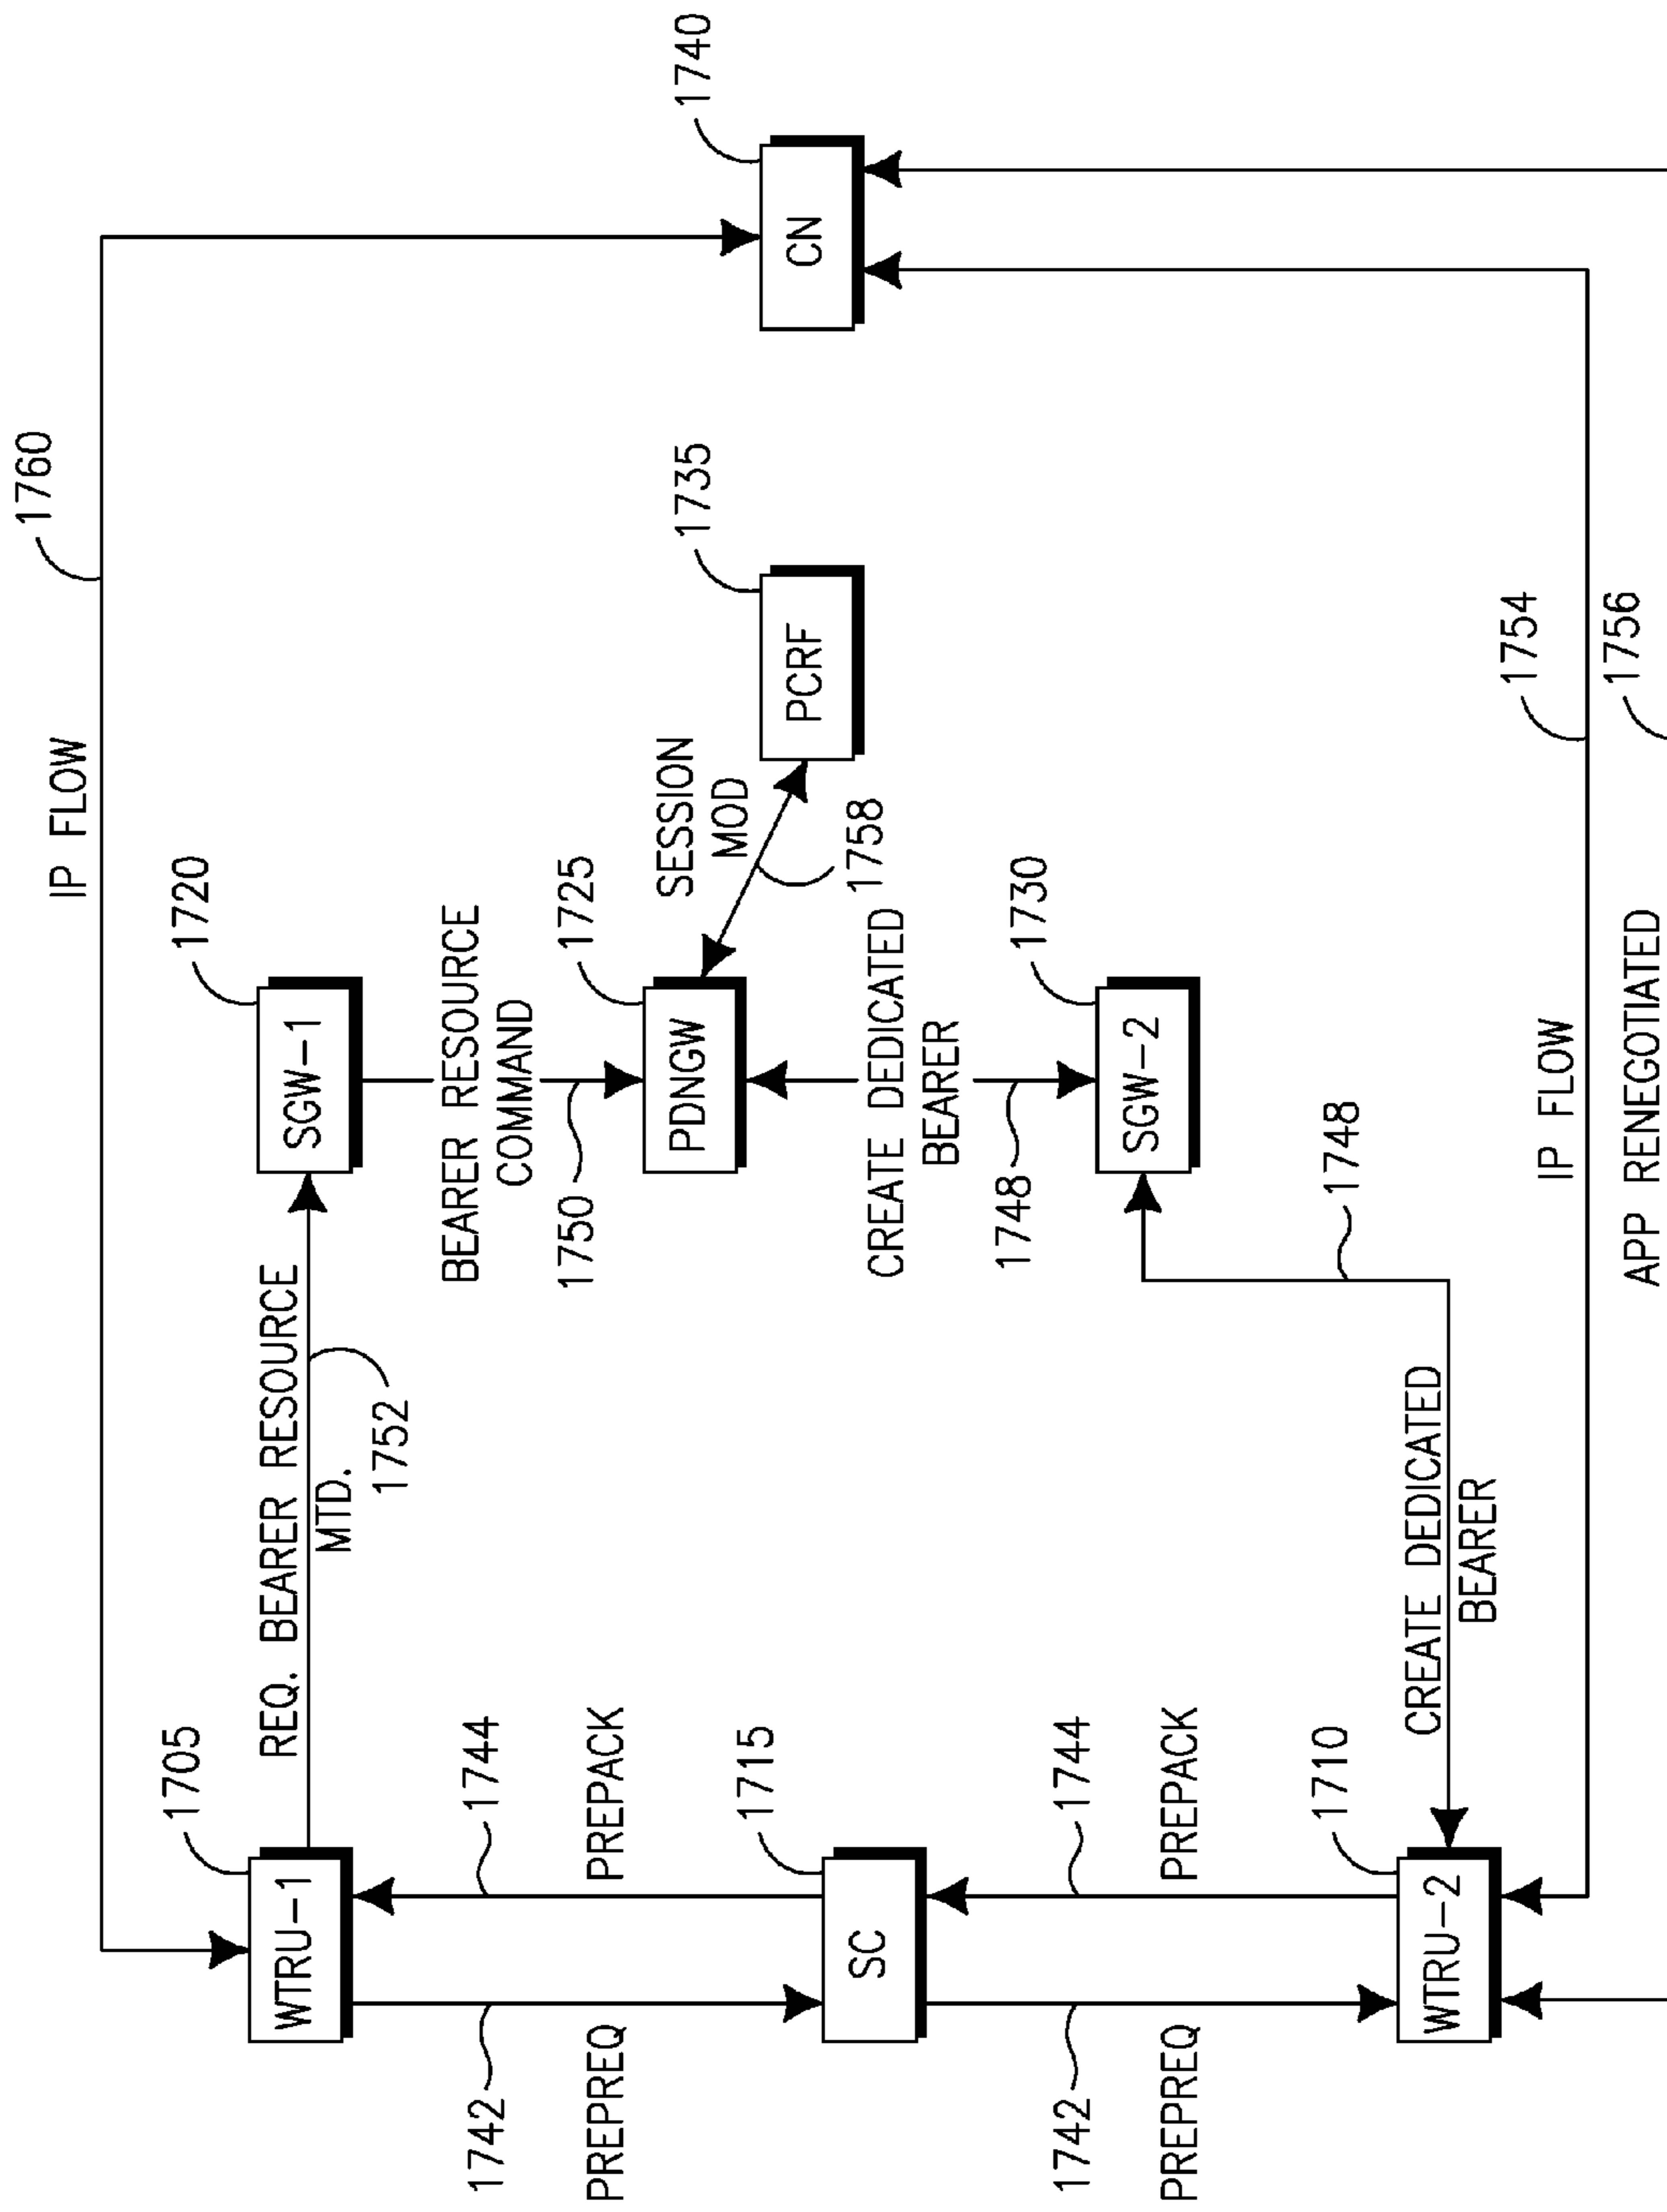 1760
IP FLOW
1705
WTRU-1
REQ. BEARER RESOURCE
MTD.
1752
1720
SGW-1
BEARER RESOURCE
COMMAND
1750
1742
PREPREQ
1744
PREPACK
1715
SC
1725
PDNGW
SESSION
MOD
1758
1735
PCRF
1740
CN
CREATE DEDICATED
BEARER
1748
1730
SGW-2
1748
1742
PREPREQ
1744
PREPACK
1710
WTRU-2
CREATE DEDICATED
BEARER
1754
IP FLOW
1756
APP RENEGOTIATED